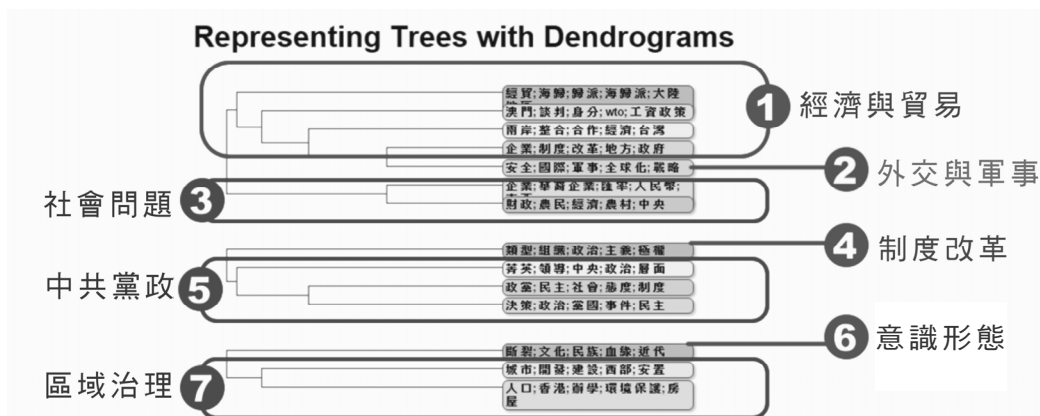 Representing Trees with Dendrograms
經貿;海歸;歸派;海歸派;大陸
澳門;談判;身分;wto;工資政策
1 經濟與貿易
兩岸;整合;合作;經濟;台灣
企業;制度;改革;地方;政府
安全;國際;軍事;全球化;戰略
2 外交與軍事
企業;華裔企業;匯率;人民幣;
社會問題 3
財政;農民;經濟;農村;中央
類型;組織;政治;主義;極權
4 制度改革
菁英;領導;中央;政治;層面
中共黨政 5
政黨;民主;社會;態度;制度
決策;政治;黨國;事件;民主
斷裂;文化;民族;血緣;近代
6 意識形態
城市;開發;建設;西部;安置
區域治理 7
人口;香港;辦學;環境保護;房
屋